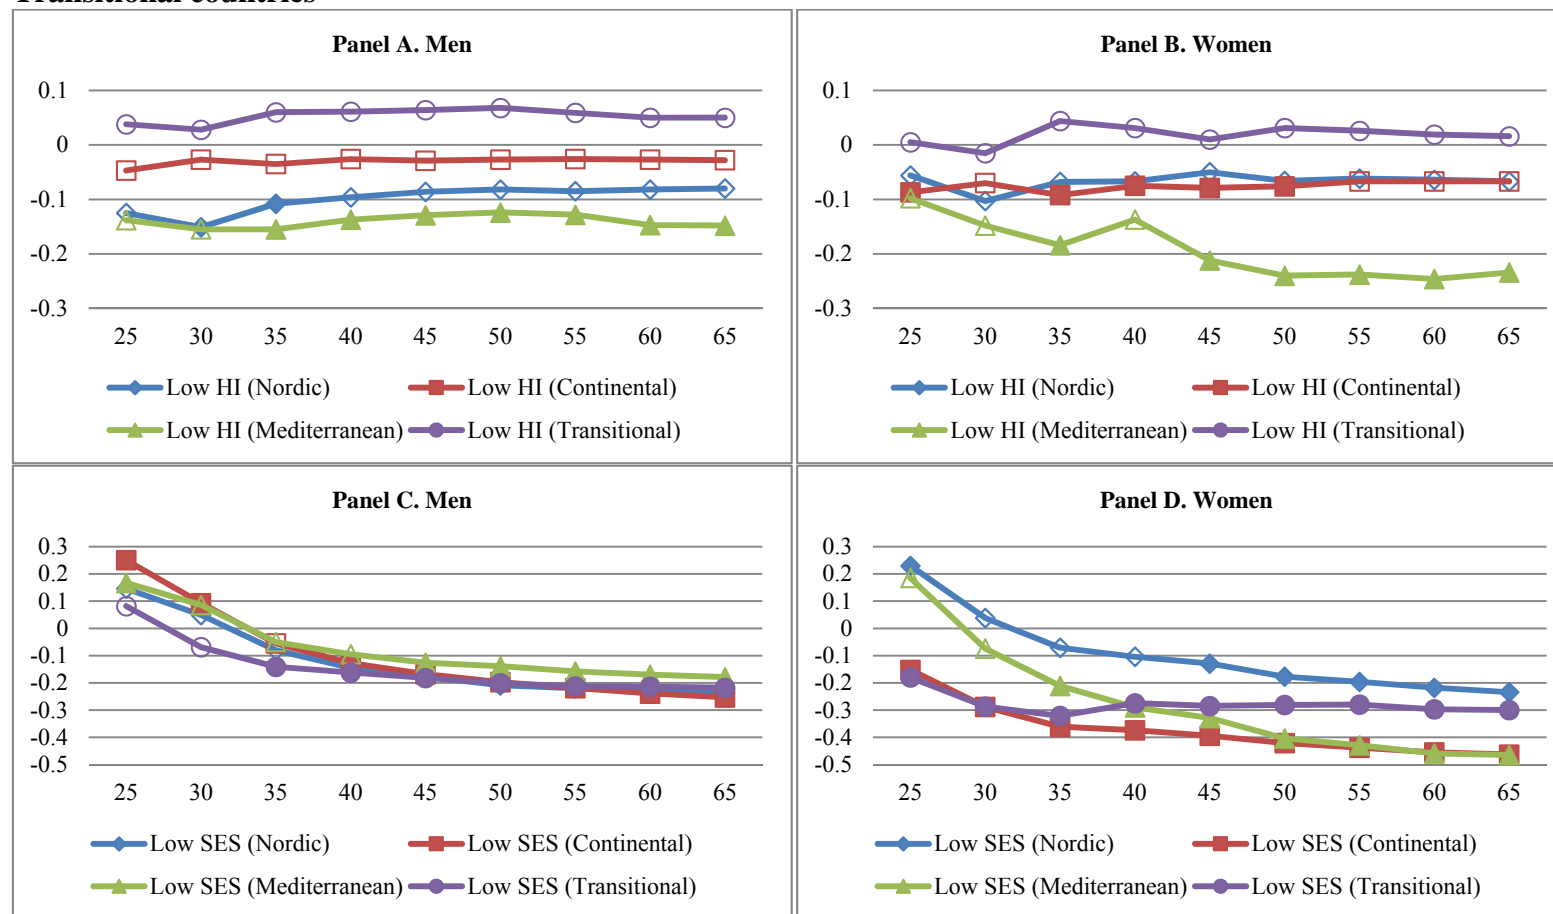 Transitional countries
Panel A. Men
0.1
0
-0.1
-0.2
-0.3
25 30 35 40 45 50 55 60 65
Low HI (Nordic) Low HI (Continental)
Low HI (Mediterranean) Low HI (Transitional)
Panel B. Women
0.1
0
-0.1
-0.2
-0.3
25 30 35 40 45 50 55 60 65
Low HI (Nordic) Low HI (Continental)
Low HI (Mediterranean) Low HI (Transitional)
Panel C. Men
0.3
0.2
0.1
0
-0.1
-0.2
-0.3
-0.4
-0.5
25 30 35 40 45 50 55 60 65
Low SES (Nordic) Low SES (Continental)
Low SES (Mediterranean) Low SES (Transitional)
Panel D. Women
0.3
0.2
0.1
0
-0.1
-0.2
-0.3
-0.4
-0.5
25 30 35 40 45 50 55 60 65
Low SES (Nordic) Low SES (Continental)
Low SES (Mediterranean) Low SES (Transitional)